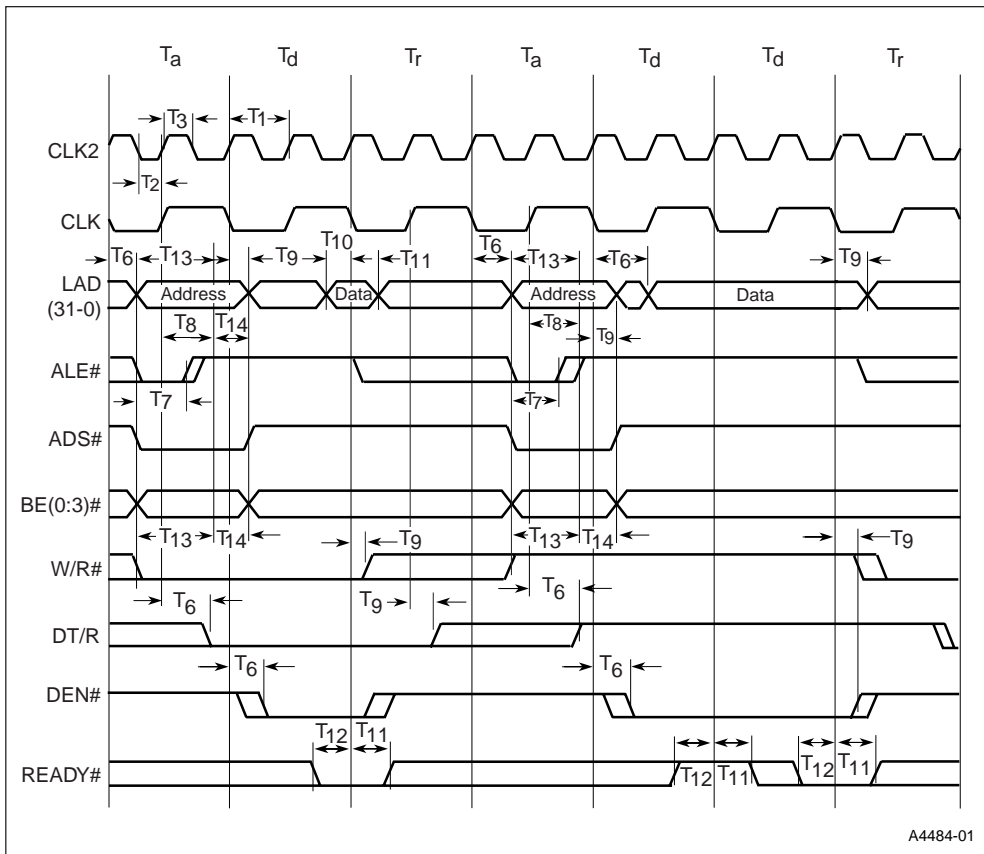 Ta Td Tr Ta Td Td Tr
T3 T1
CLK2
T2
CLK
T6 T13 T9 T10 T11 T6 T13 T6 T9
LAD
(31-0)
Address Data Address Data
T8 T14 T8 T9
ALE#
T7 T7
ADS#
BE(0:3)#
T13 T14 T9 T13 T14 T9
W/R#
T6 T9 T6
DT/R
T6 T6
DEN#
T12 T11
READY#
T12 T11 T12 T11
A4484-01